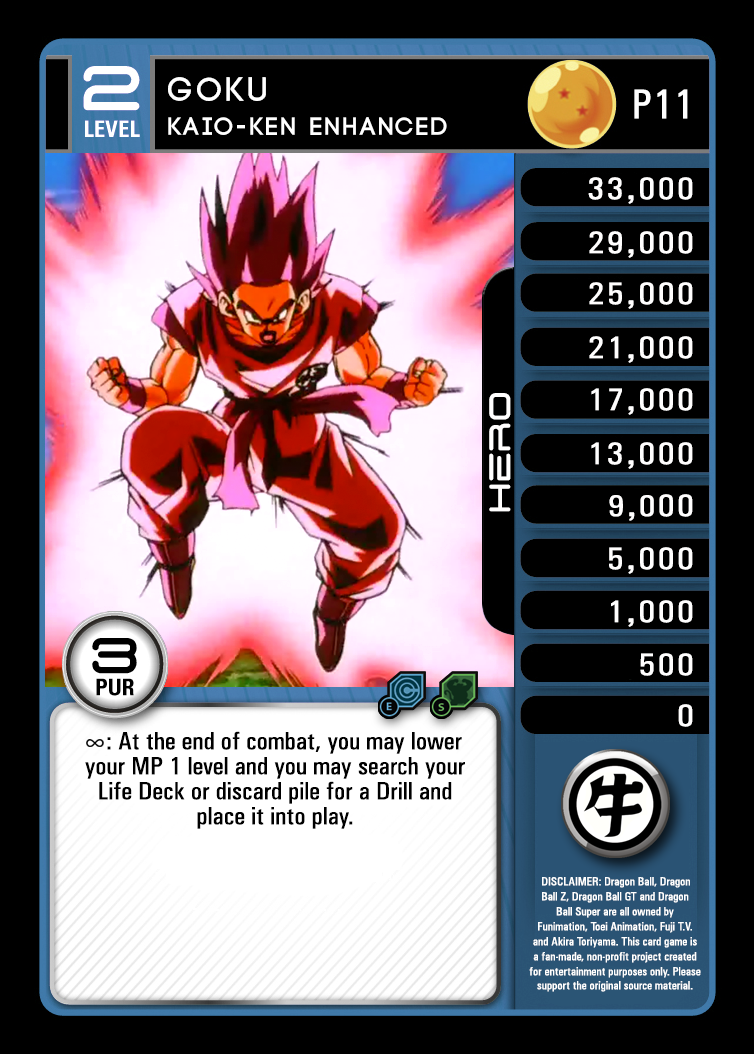 2
LEVEL
GOKU
KAIO-KEN ENHANCED
P11
33,000
29,000
25,000
21,000
17,000
13,000
9,000
5,000
1,000
500
0
HERO
3
PUR
E
S
∞: At the end of combat, you may lower
your MP 1 level and you may search your
Life Deck or discard pile for a Drill and
place it into play.
牛
DISCLAIMER: Dragon Ball, Dragon
Ball Z, Dragon Ball GT and Dragon
Ball Super are all owned by
Funimation, Toei Animation, Fuji T.V.
and Akira Toriyama. This card game is
a fan-made, non-profit project created
for entertainment purposes only. Please
support the original source material.